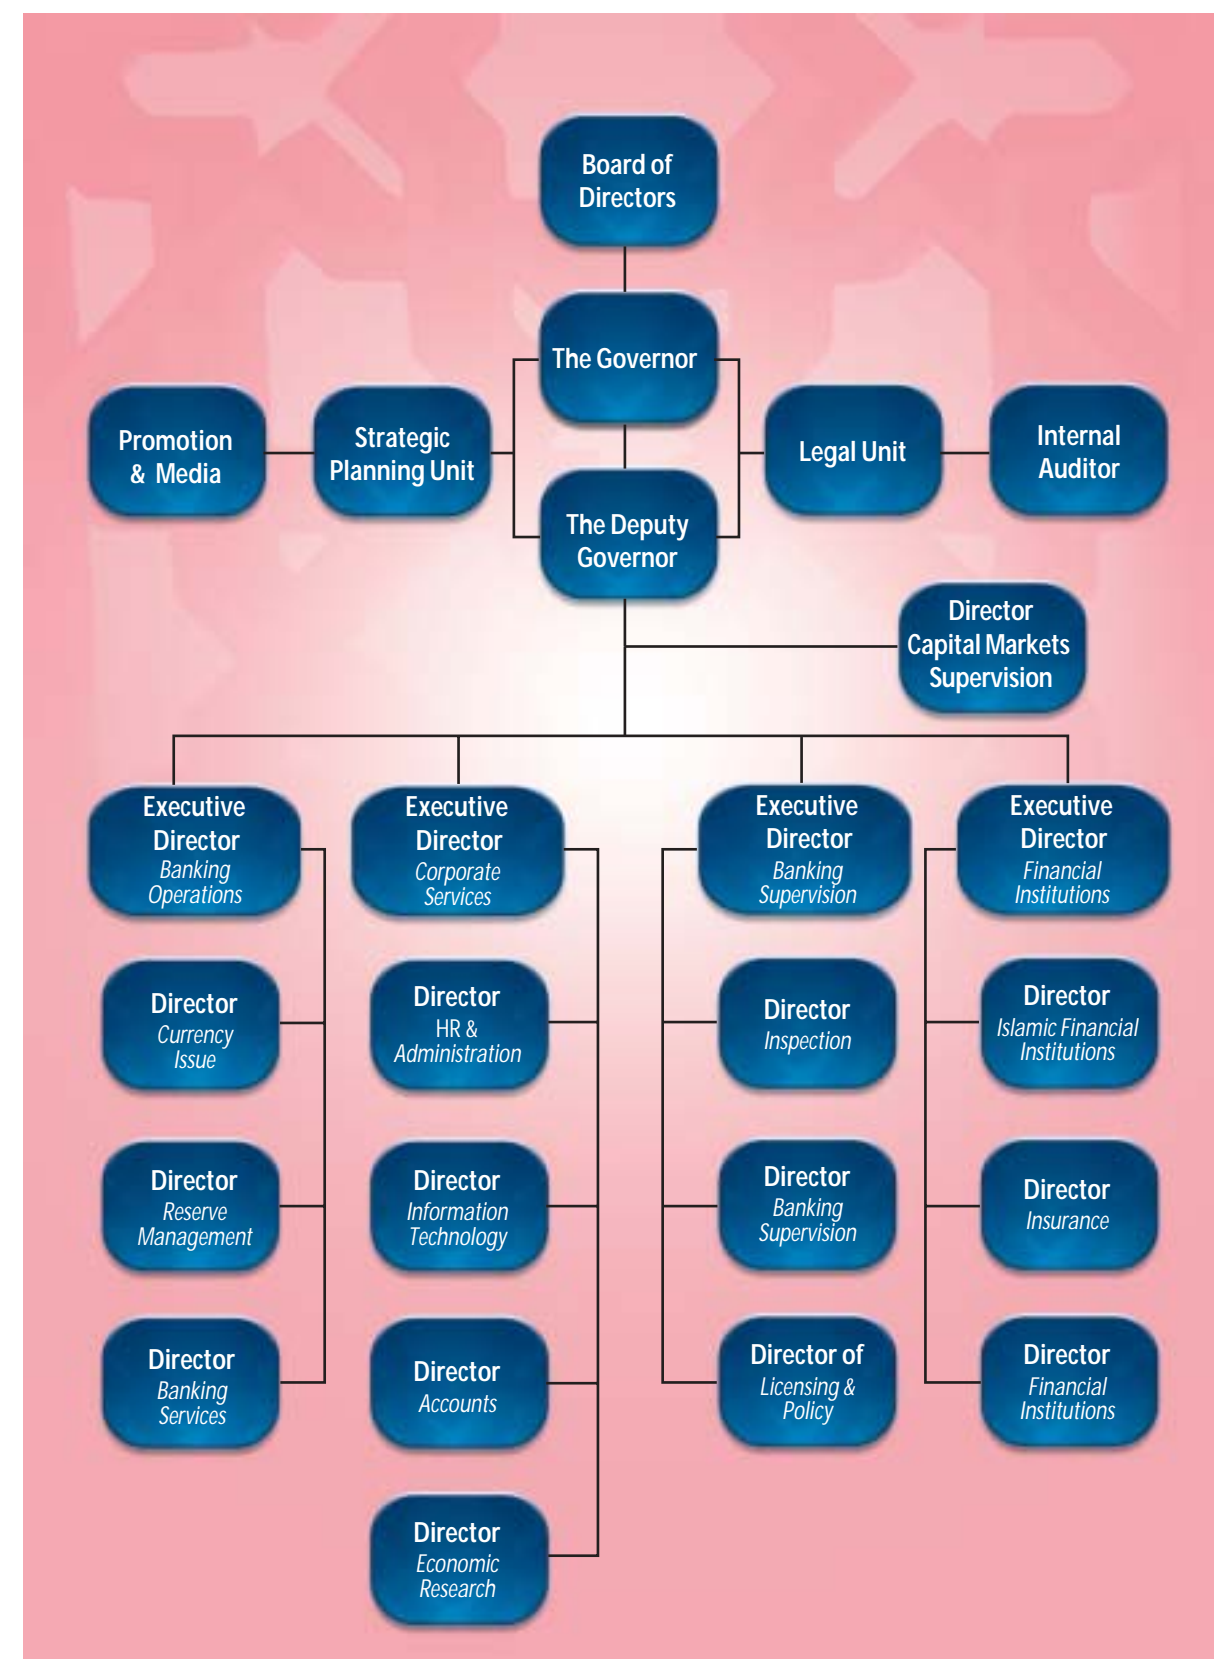 Board of
Directors
The Governor
Promotion
& Media
Strategic
Planning Unit
Legal Unit
Internal
Auditor
The Deputy
Governor
Director
Capital Markets
Supervision
Executive
Director
Banking
Operations
Executive
Director
Corporate
Services
Executive
Director
Banking
Supervision
Executive
Director
Financial
Institutions
Director
Currency
Issue
Director
HR &
Administration
Director
Inspection
Director
Islamic Financial
Institutions
Director
Reserve
Management
Director
Information
Technology
Director
Banking
Supervision
Director
Insurance
Director
Banking
Services
Director
Accounts
Director of
Licensing &
Policy
Director
Financial
Institutions
Director
Economic
Research